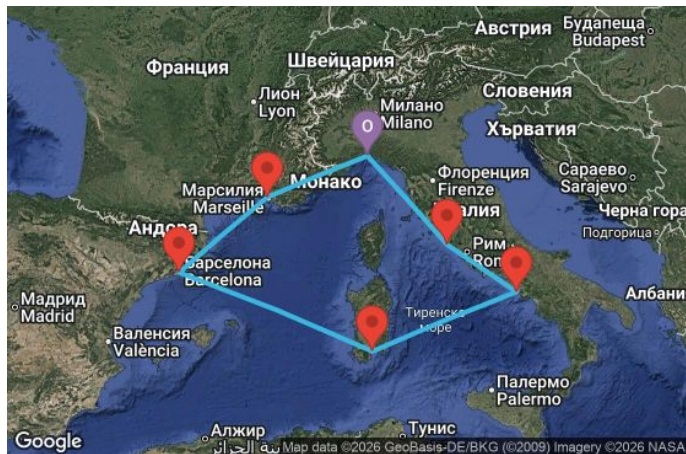 Австрия
Будапеща
Budapest
Швейцария
Франция
Словения
Лион
Lyon
Милано
Milano
О
Хърватия
Флоренция
Firenze
Сараево
Sarajevo
Марсилия
Marseille
Монако
Черна гора
Андора
Подгорица
Рим
Барселона
Barcelona
Мадрид
Madrid
Албани
Тиренско
море
Валенсия
València
Палермо
Palermo
Алжир
الجزائر
Тунис
Google
Map data ©2026 GeoBasis-DE/BKG (©2009) Imagery ©2026 NASA